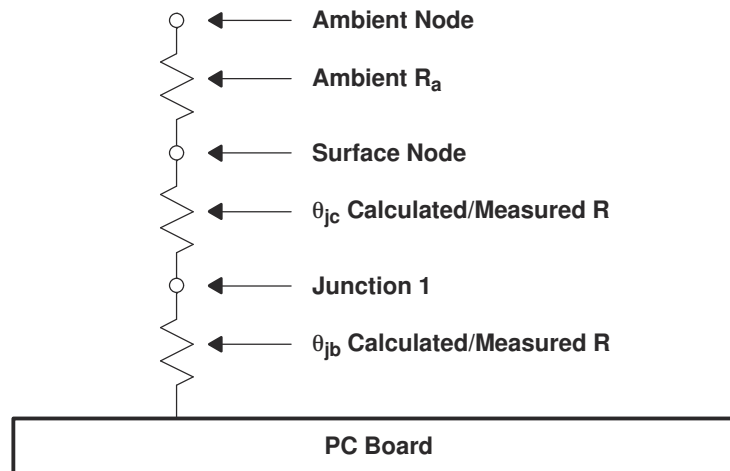 Ambient Node
Ambient Ra
Surface Node
θjc Calculated/Measured R
Junction 1
θjb Calculated/Measured R
PC Board